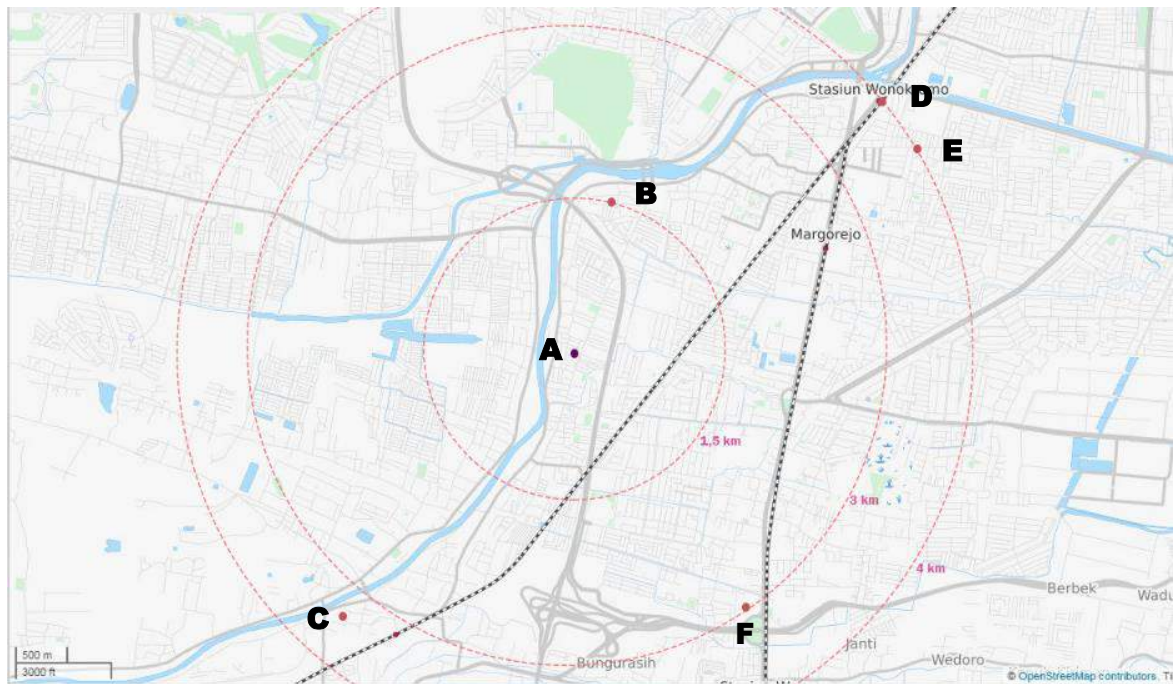 Stasiun Wonokromo
D
E
B
Margorejo
A
1,5 km
3 km
4 km
Berbek
C
F
Janti
Bungurasih
Wedoro
500 m
3000 ft
© OpenStreetMap contributors